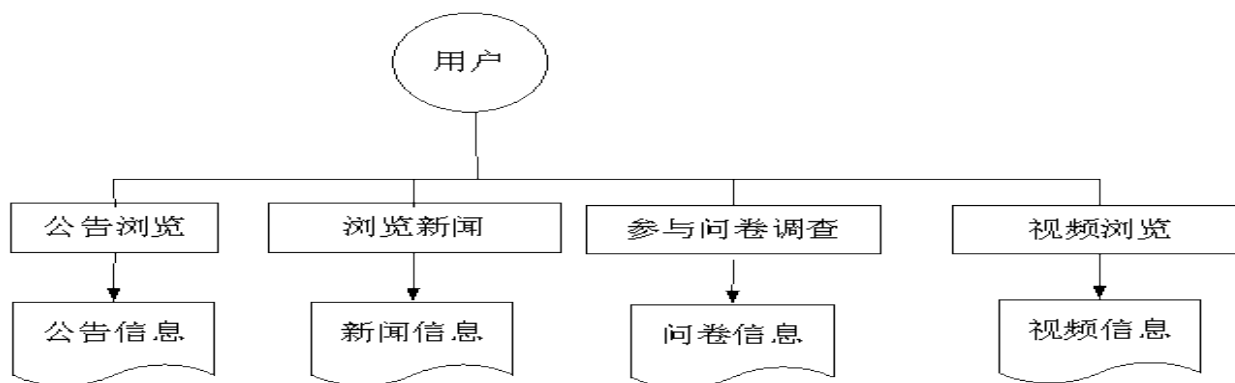 用户
公告浏览
浏览新闻
参与问卷调查
视频浏览
公告信息
新闻信息
问卷信息
视频信息